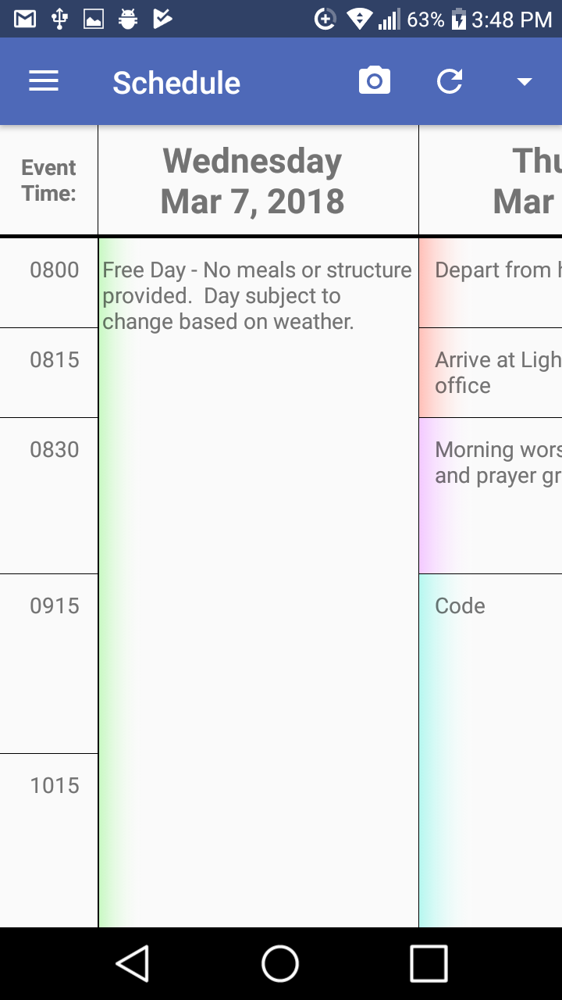 63% 3:48 PM
Schedule
Event
Time:
Wednesday
Mar 7, 2018
Thu
Mar
0800
Free Day - No meals or structure
provided.  Day subject to
change based on weather.
Depart from
0815
Arrive at Ligh
office
0830
Morning wors
and prayer gr
0915
Code
1015